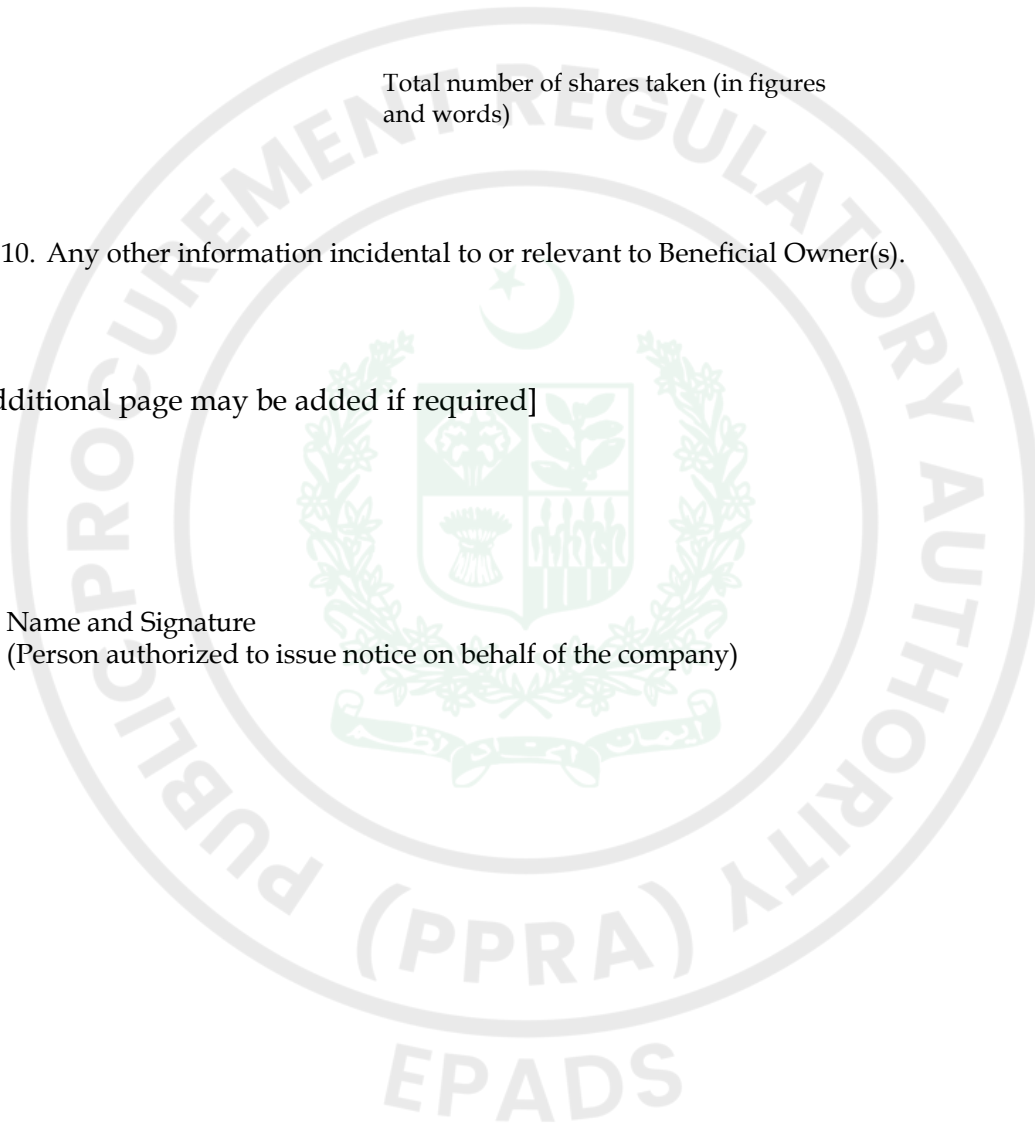 Total number of shares taken (in figures
and words)
10. Any other information incidental to or relevant to Beneficial Owner(s).
dditional page may be added if required]
Name and Signature
(Person authorized to issue notice on behalf of the company)
PUBLIC PROCUREMENT REGULATORY AUTHORITY
(PPRA)
EPADS